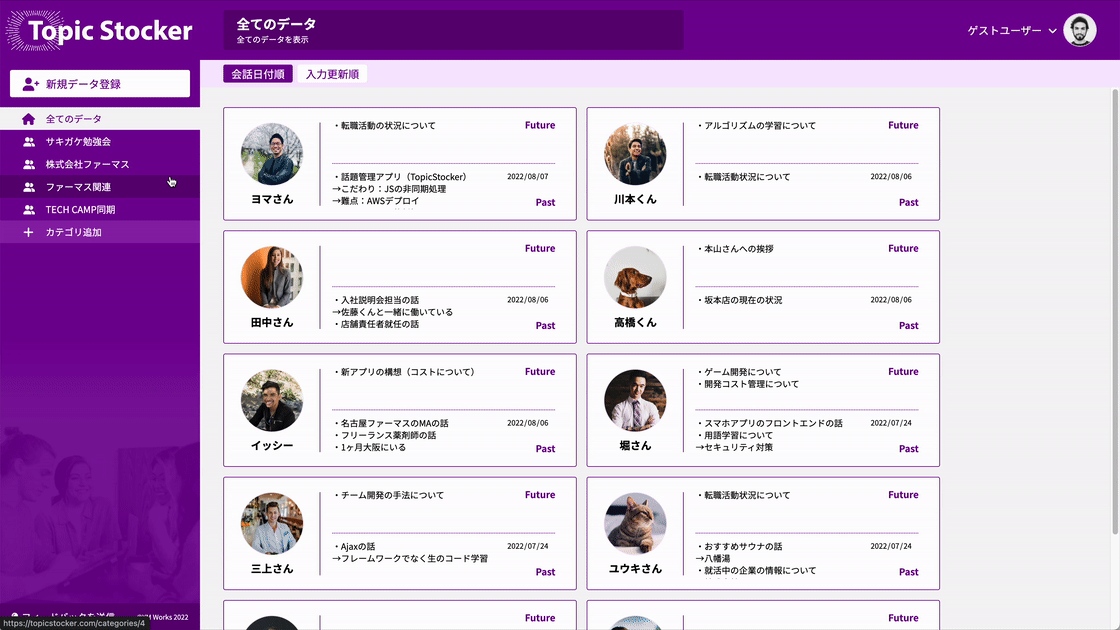 Topic Stocker
全てのデータ
全てのデータを表示
ゲストユーザー
新規データ登録
全てのデータ
サキガケ勉強会
株式会社ファーマス
ファーマス関連
TECH CAMP同期
カテゴリ追加
会話日付順
入力更新順
ヨマさん
・転職活動の状況について
Future
・話題管理アプリ（TopicStocker）
2022/08/07
→こだわり：JSの非同期処理
→難点：AWSデプロイ
Past
川本くん
・アルゴリズムの学習について
Future
・転職活動状況について
2022/08/06
Past
田中さん
Future
・入社説明会担当の話
2022/08/06
→佐藤くんと一緒に働いている
・店舗責任者就任の話
Past
高橋くん
・本山さんへの挨拶
Future
・坂本店の現在の状況
2022/08/06
Past
イッシー
・新アプリの構想（コストについて）
Future
・名古屋ファーマスのMAの話
2022/08/06
・フリーランス薬剤師の話
・1ヶ月大阪にいる
Past
堀さん
・ゲーム開発について
Future
・開発コスト管理について
・スマホアプリのフロントエンドの話
2022/07/24
・用語学習について
→セキュリティ対策
Past
三上さん
・チーム開発の手法について
Future
・Ajaxの話
2022/07/24
→フレームワークでなく生のコード学習
Past
ユウキさん
・転職活動状況について
Future
・おすすめサウナの話
2022/07/24
→八幡湯
・就活中の企業の情報について
Past
Future
Future
Works 2022
https://topicstocker.com/categories/4